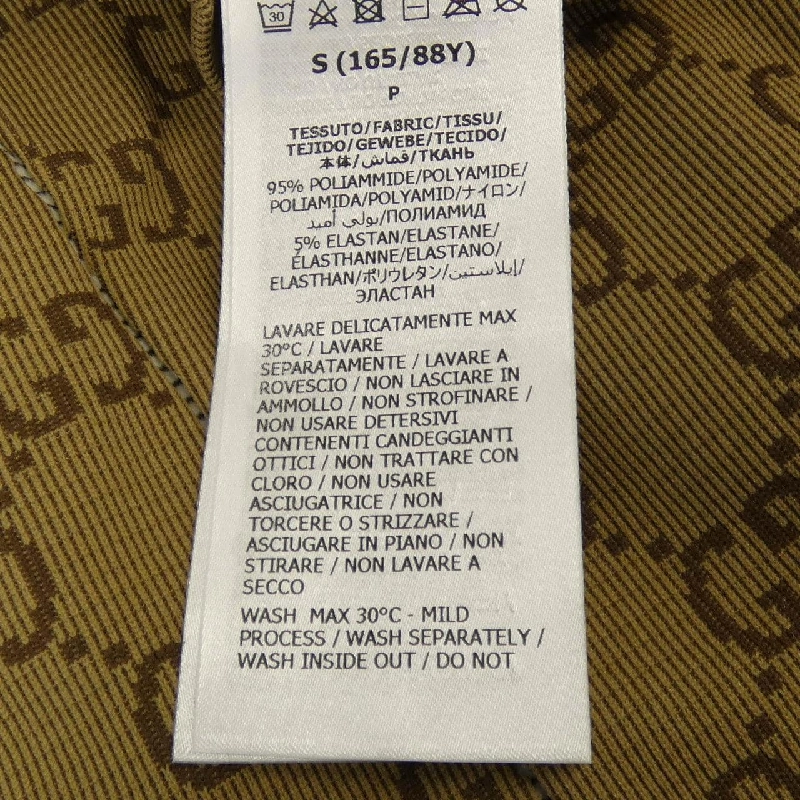 30
S (165/88Y)
P
TESSUTO/FABRIC/TISSU/
TEJIDO/GEWEBE/TECIDO/
本体/قماش/ТКАНЬ
95% POLIAMMIDE/POLYAMIDE/
POLIAMIDA/POLYAMID/ナイロン/
بولي أميد/ПОЛИАМИД
5% ELASTAN/ELASTANE/
ÉLASTHANNE/ELASTANO/
ELASTHAN/ポリウレタン/إيلاستين/
ЭЛАСТАН
LAVARE DELICATAMENTE MAX
30°C / LAVARE
SEPARATAMENTE / LAVARE A
ROVESCIO / NON LASCIARE IN
AMMOLLO / NON STROFINARE /
NON USARE DETERSIVI
CONTENENTI CANDEGGIANTI
OTTICI / NON TRATTARE CON
CLORO / NON USARE
ASCIUGATRICE / NON
TORCERE O STRIZZARE /
ASCIUGARE IN PIANO / NON
STIRARE / NON LAVARE A
SECCO
WASH MAX 30°C - MILD
PROCESS / WASH SEPARATELY /
WASH INSIDE OUT / DO NOT